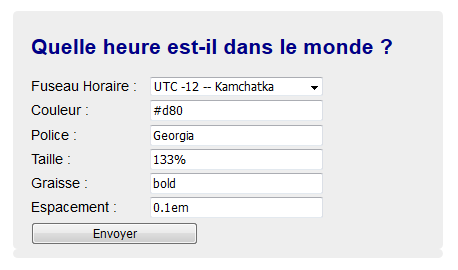 Quelle heure est-il dans le monde ?
Fuseau Horaire : UTC -12 -- Kamchatka
Couleur : #d80
Police : Georgia
Taille : 133%
Graisse : bold
Espacement : 0.1em
Envoyer